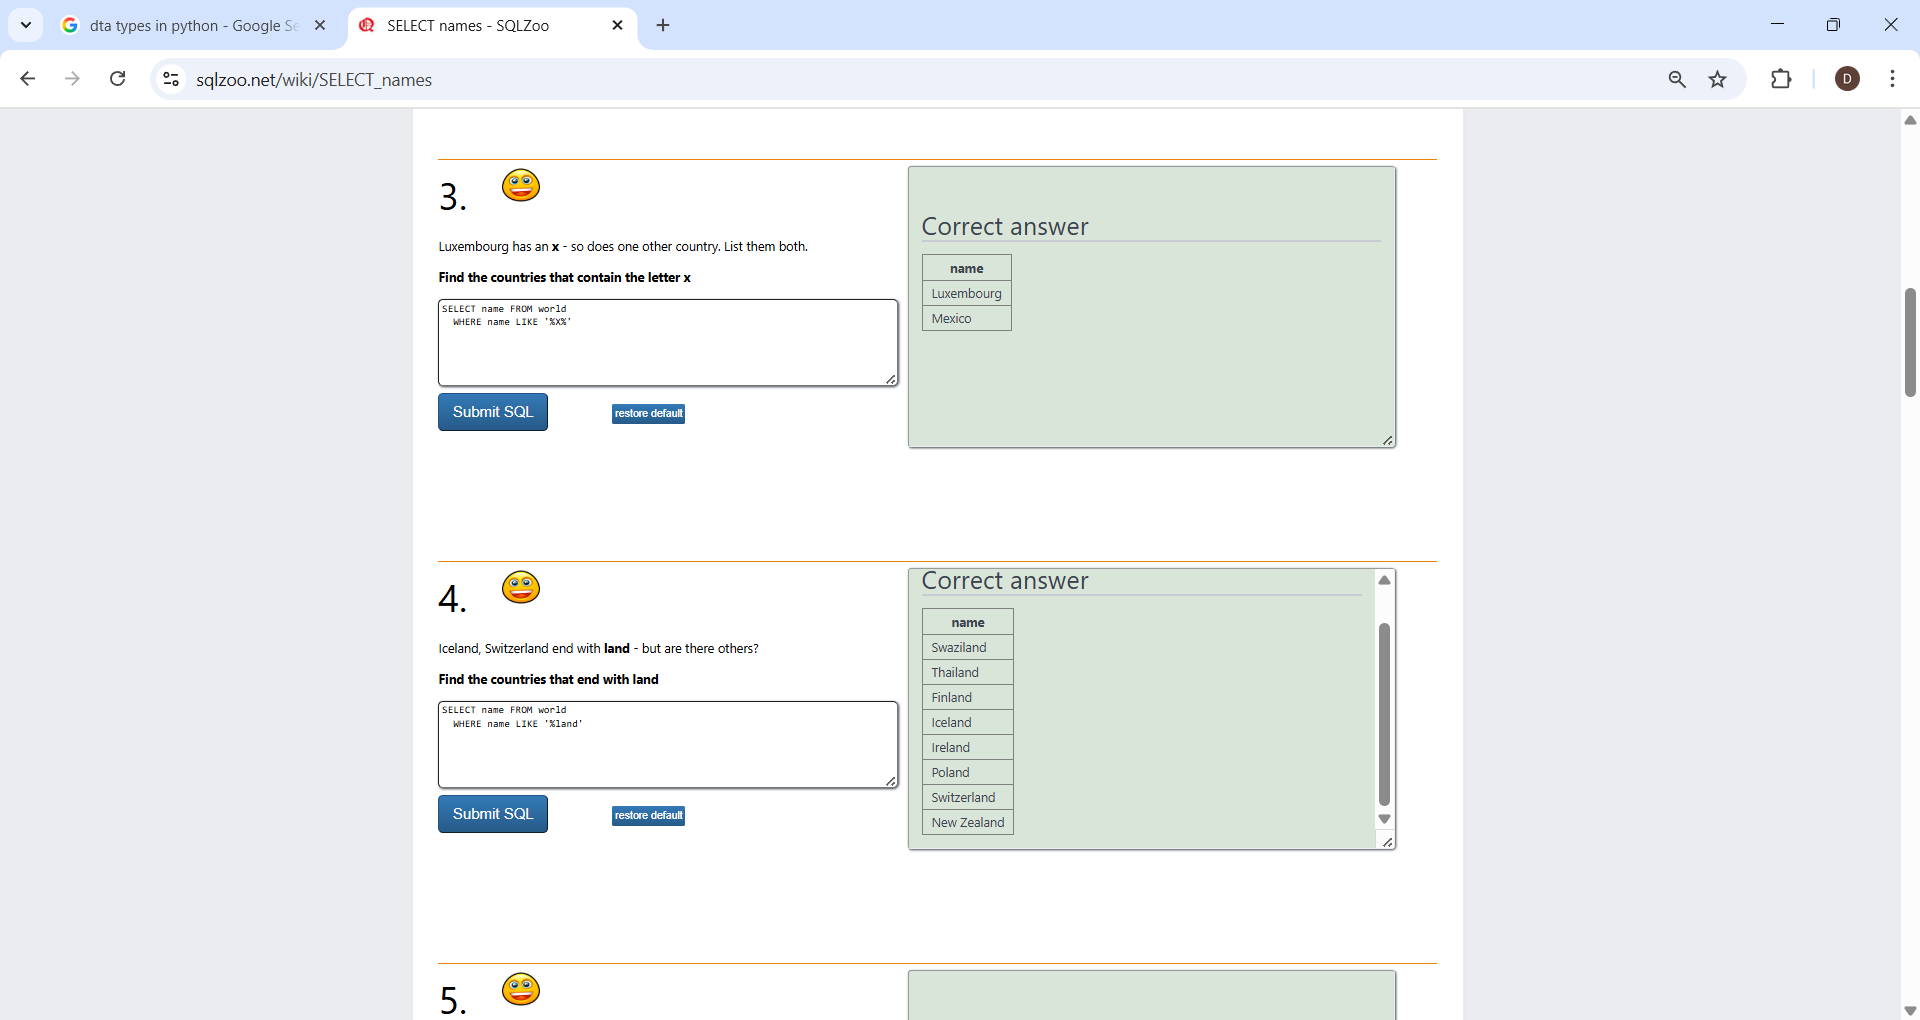 dta types in python - Google Se
SELECT names - SQLZoo
sqlzoo.net/wiki/SELECT_names
D
3.
Luxembourg has an x - so does one other country. List them both.
Find the countries that contain the letter x
SELECT name FROM world
WHERE name LIKE '%X%'
Submit SQL
restore default
Correct answer
name
Luxembourg
Mexico
4.
Iceland, Switzerland end with land - but are there others?
Find the countries that end with land
SELECT name FROM world
WHERE name LIKE '%land'
Submit SQL
restore default
Correct answer
name
Swaziland
Thailand
Finland
Iceland
Ireland
Poland
Switzerland
New Zealand
5.